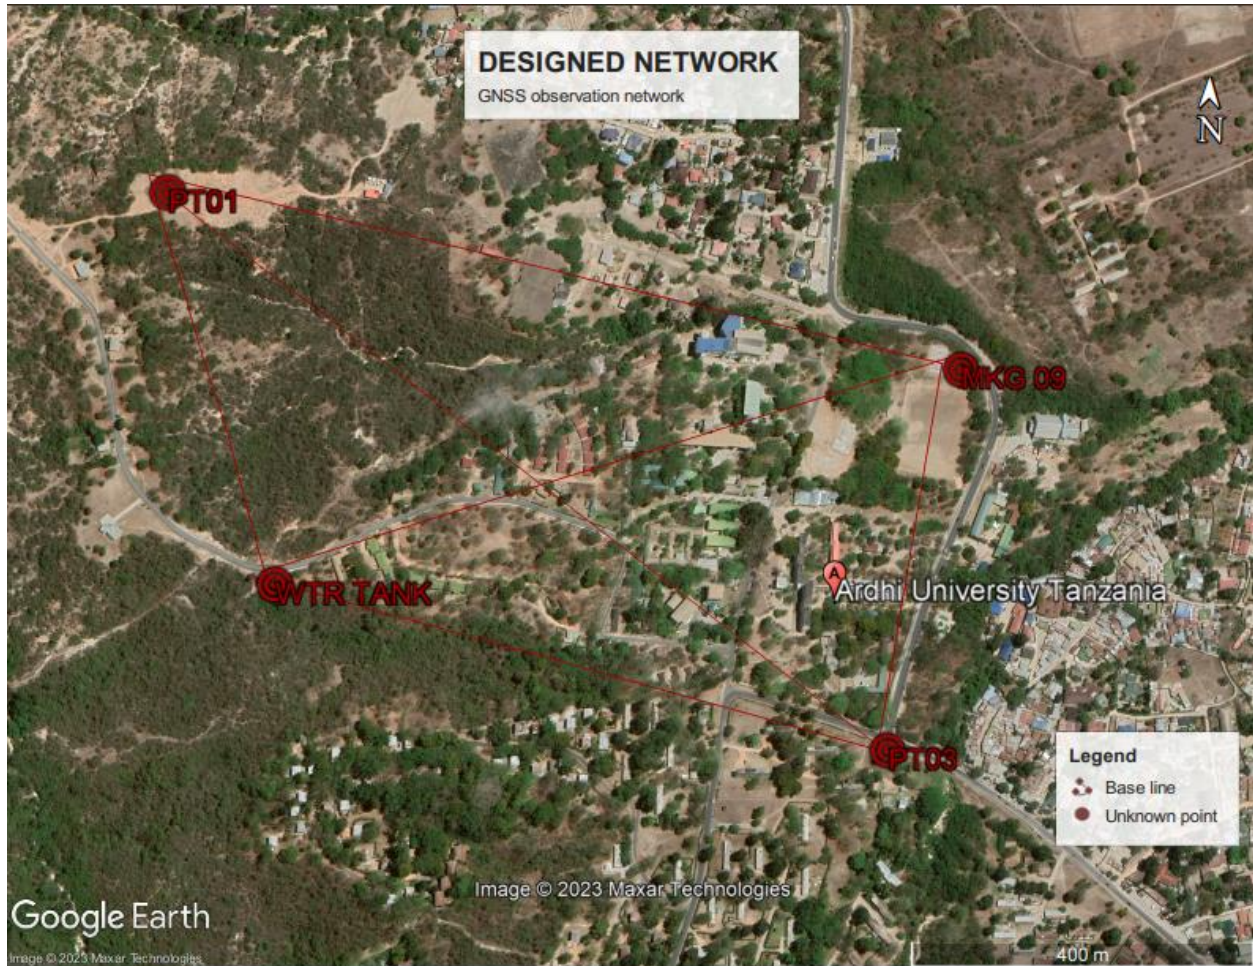 DESIGNED NETWORK
GNSS observation network
N
PT01
MKG 09
WTR TANK
A
Ardhi University Tanzania
PT03
Legend
Base line
Unknown point
Image © 2023 Maxar Technologies
Google Earth
Image © 2023 Maxar Technologies
400 m